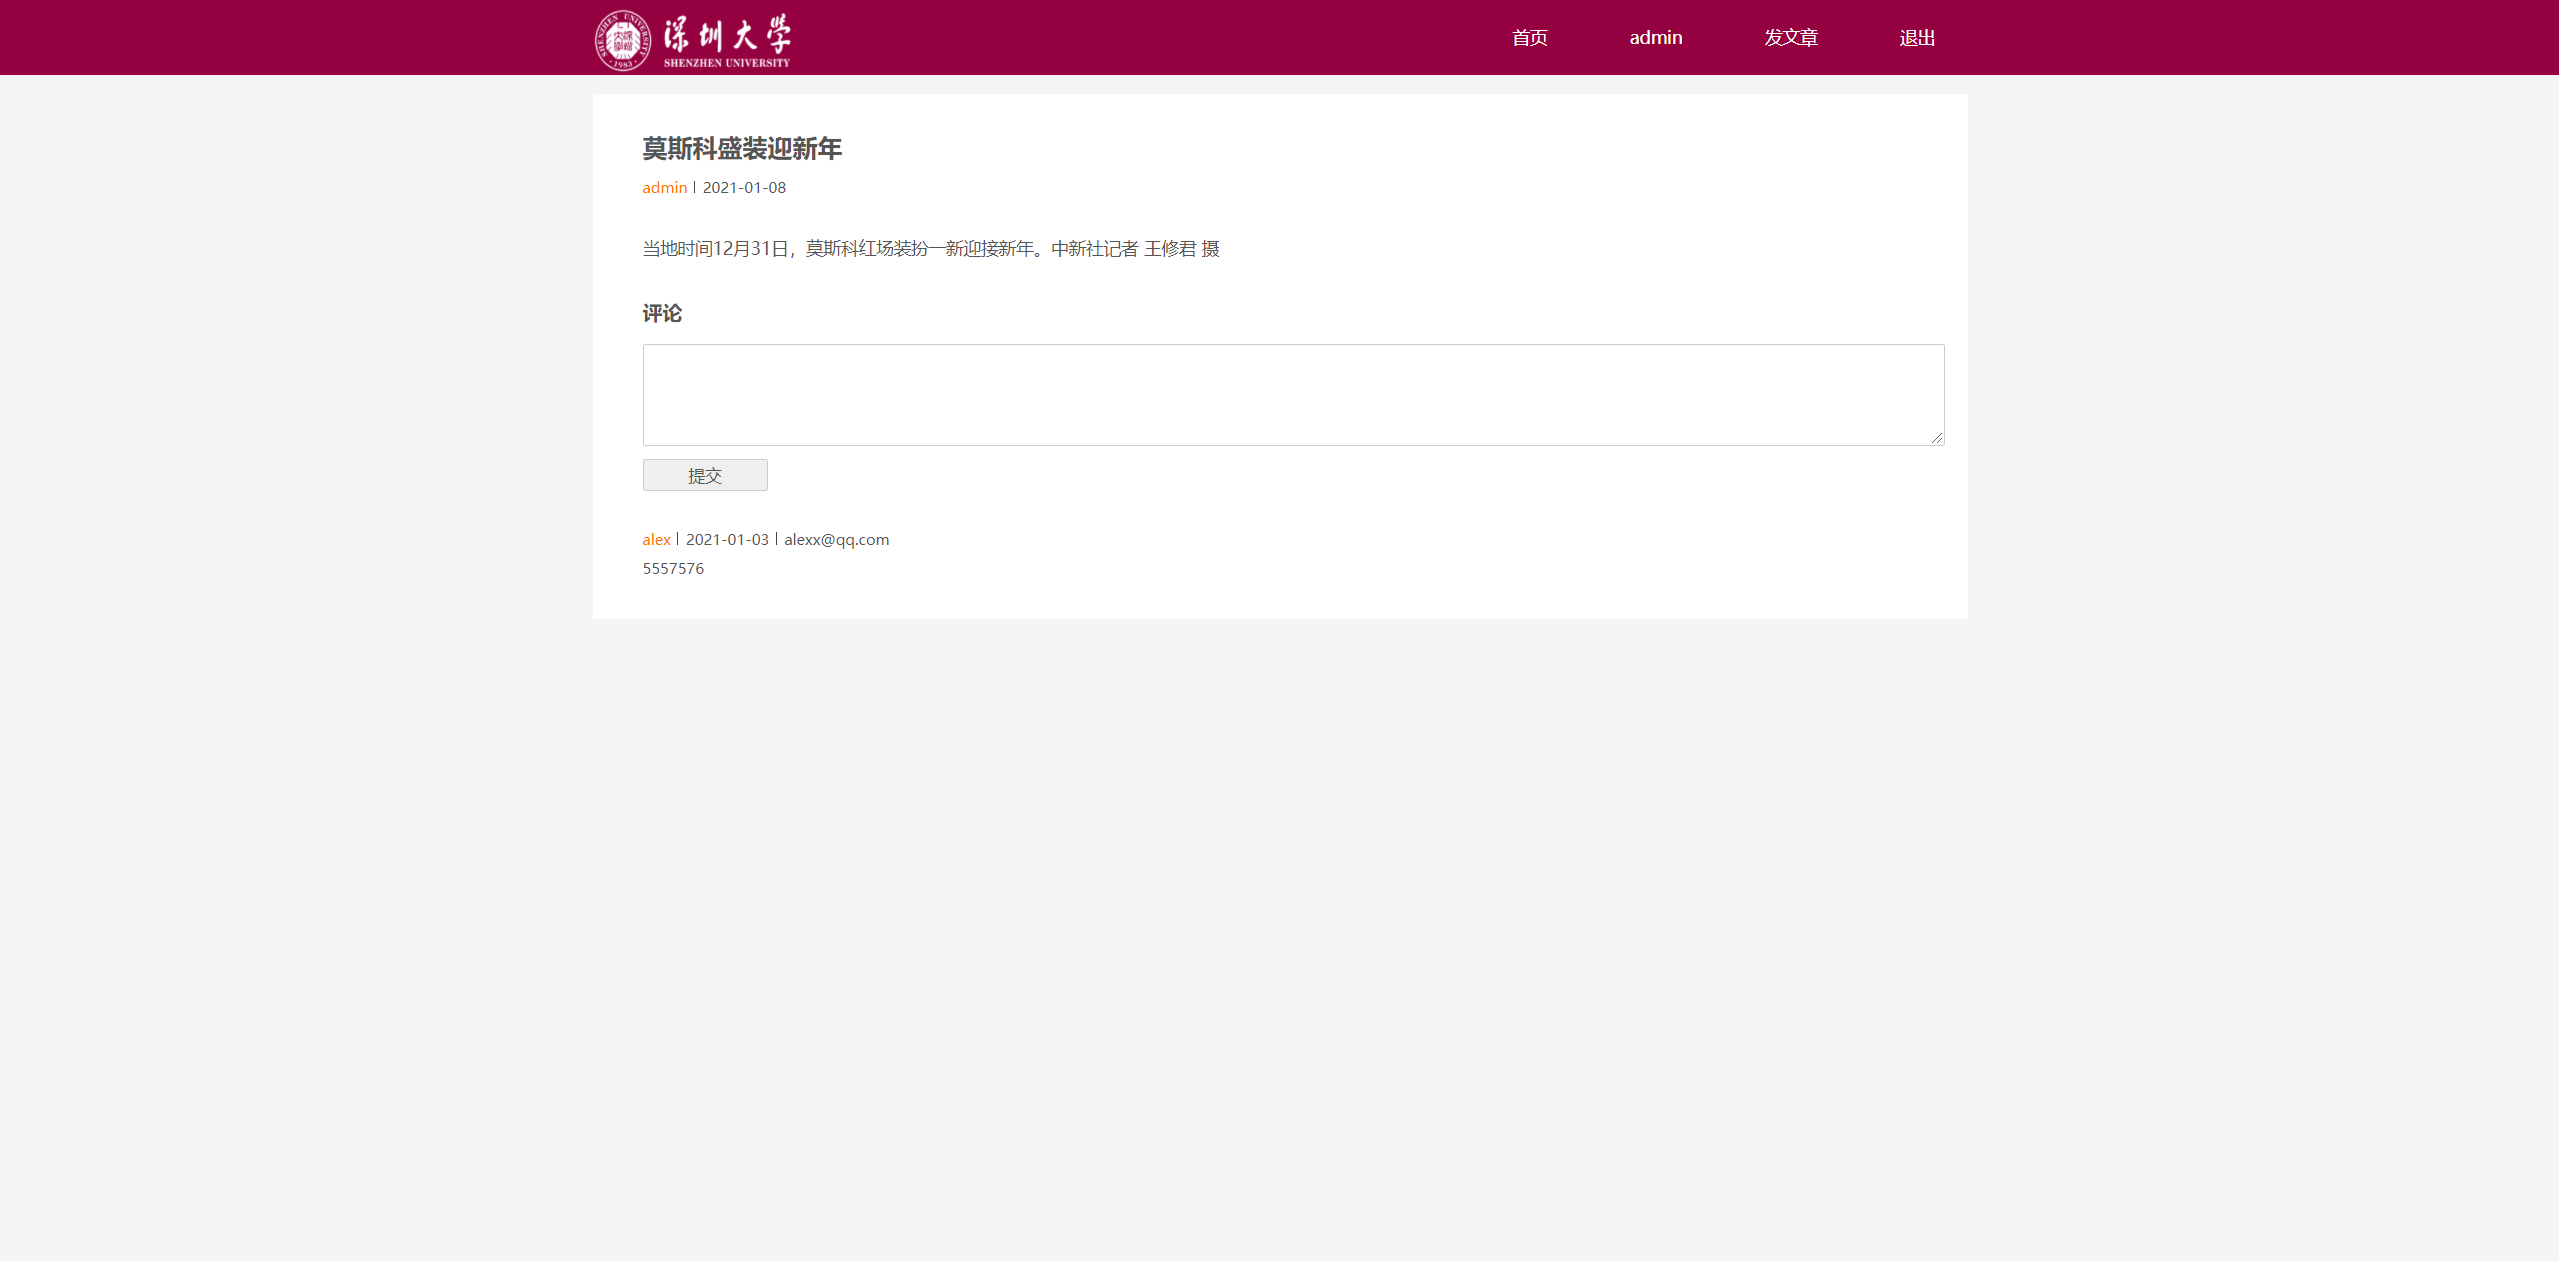 SHENZHEN UNIVERSITY
·1983·
深圳大学
SHENZHEN UNIVERSITY
首页 admin 发文章 退出
莫斯科盛装迎新年
admin | 2021-01-08
当地时间12月31日，莫斯科红场装扮一新迎接新年。中新社记者 王修君 摄
评论
提交
alex | 2021-01-03 | alexx@qq.com
5557576